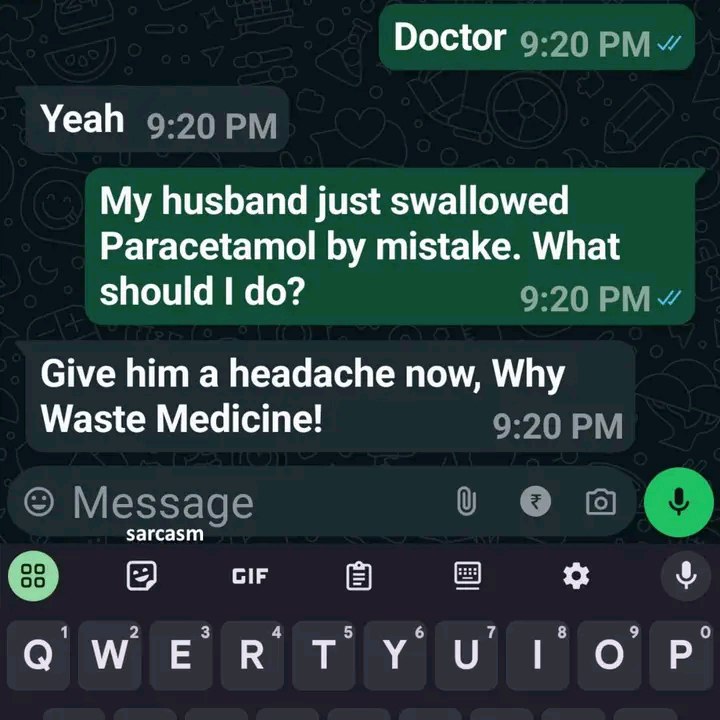 Doctor 9:20 PM
Yeah 9:20 PM
My husband just swallowed
Paracetamol by mistake. What
should I do? 9:20 PM
Give him a headache now, Why
Waste Medicine! 9:20 PM
Message ₹
sarcasm
GIF
Q 1 W 2 E 3 R 4 T 5 Y 6 U 7 I 8 O 9 P 0